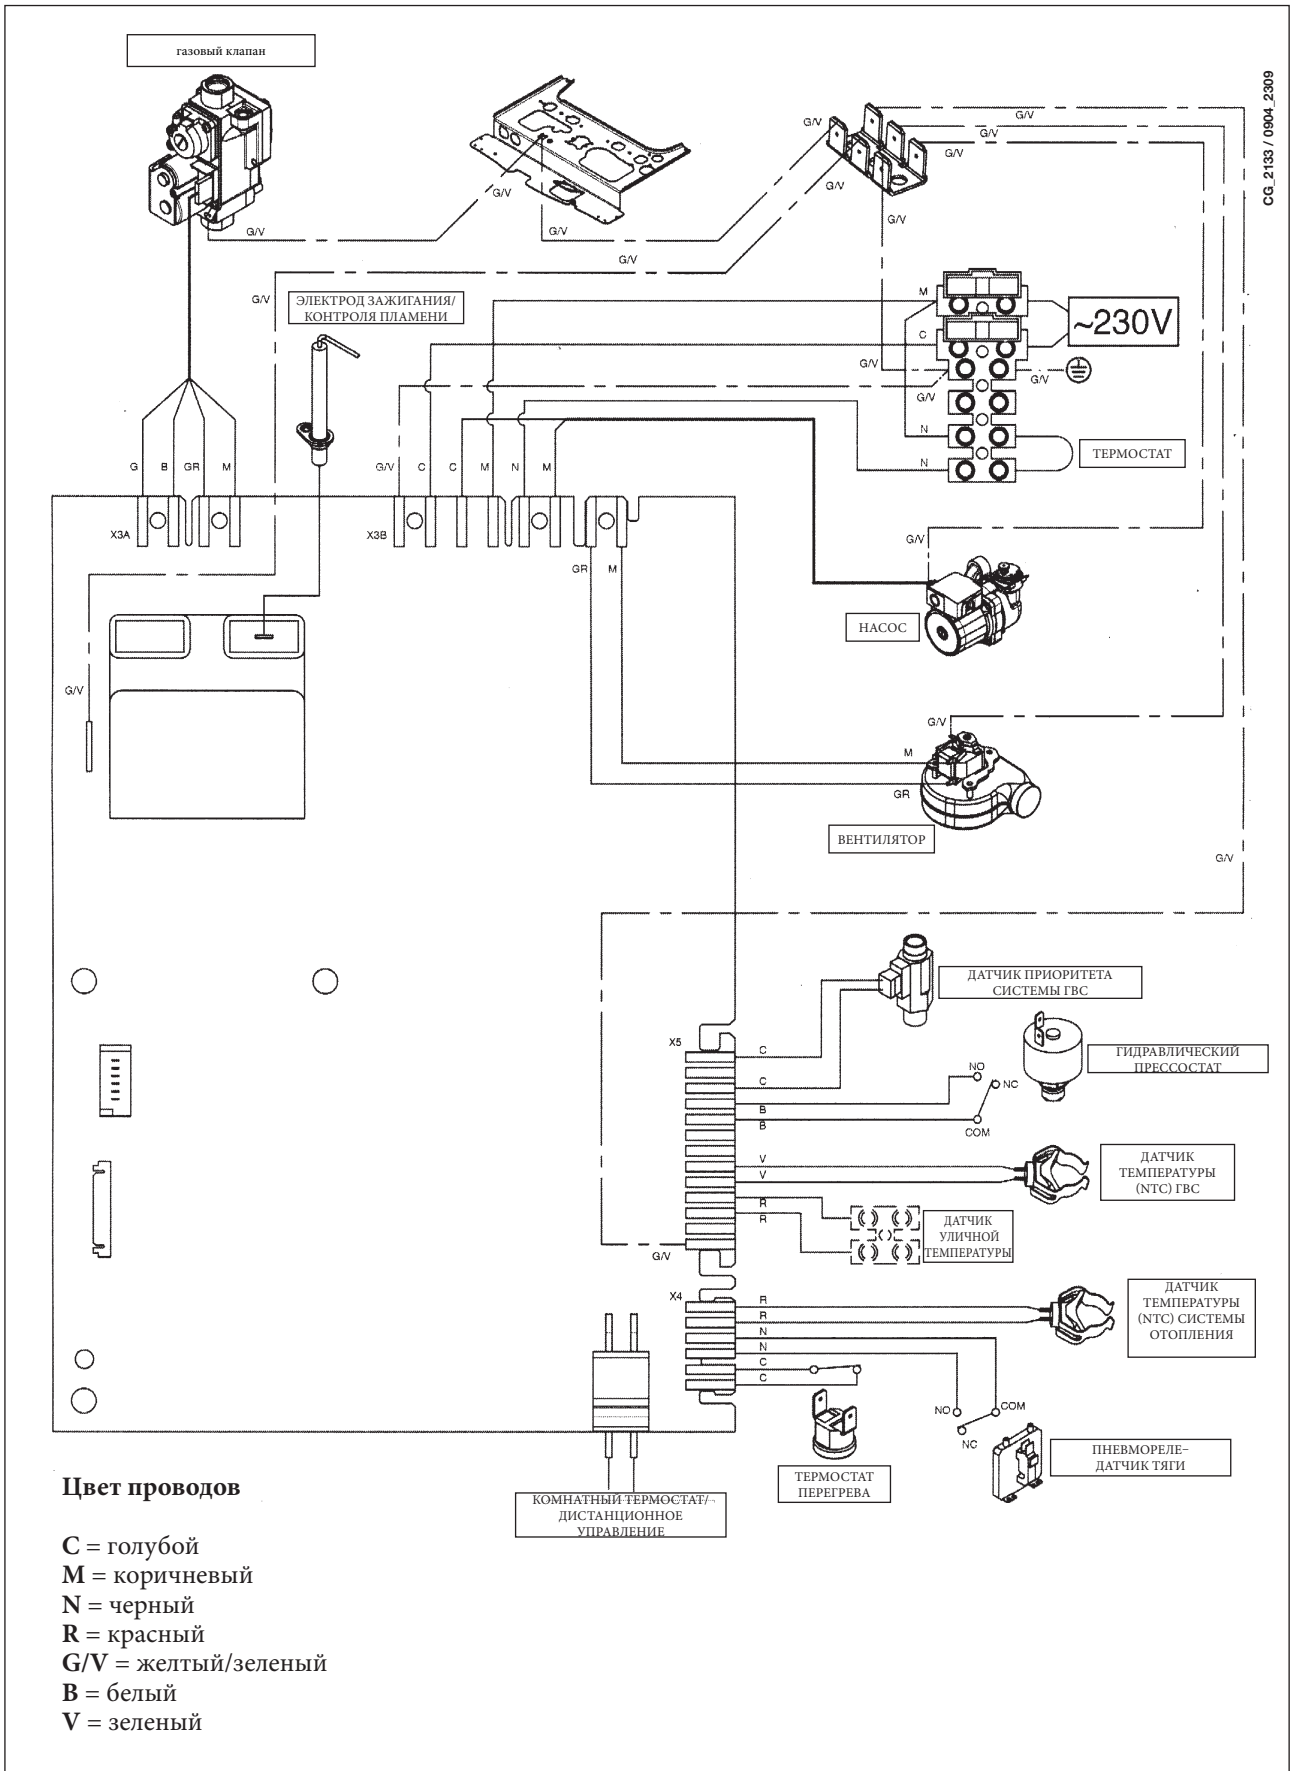 газовый клапан
CG_2133 / 0904_2309
G/V
G/V
G/V
G/V
G/V
G/V
G/V
G/V
G/V
G/V
G/V
ЭЛЕКТРОД ЗАЖИГАНИЯ/
КОНТРОЛЯ ПЛАМЕНИ
M
~230V
C
G/V
G/V
G/V
N
ТЕРМОСТАТ
G
B
GR
M
G/V
C
C
M
N
M
N
X3A
X3B
G/V
GR
M
НАСОС
G/V
G/V
M
GR
ВЕНТИЛЯТОР
G/V
ДАТЧИК ПРИОРИТЕТА
СИСТЕМЫ ГВС
X5
C
ГИДРАВЛИЧЕСКИЙ
ПРЕССОСТАТ
NO
C
NC
B
B
COM
V
V
ДАТЧИК
ТЕМПЕРАТУРЫ
(NTC) ГВС
R
R
ДАТЧИК
УЛИЧНОЙ
ТЕМПЕРАТУРЫ
G/V
X4
R
R
N
N
C
C
ДАТЧИК
ТЕМПЕРАТУРЫ
(NTC) СИСТЕМЫ
ОТОПЛЕНИЯ
NO
COM
NC
ПНЕВМОРЕЛЕ–
ДАТЧИК ТЯГИ
ТЕРМОСТАТ
ПЕРЕГРЕВА
КОМНАТНЫЙ ТЕРМОСТАТ/
ДИСТАНЦИОННОЕ
УПРАВЛЕНИЕ
Цвет проводов
C = голубой
M = коричневый
N = черный
R = красный
G/V = желтый/зеленый
B = белый
V = зеленый